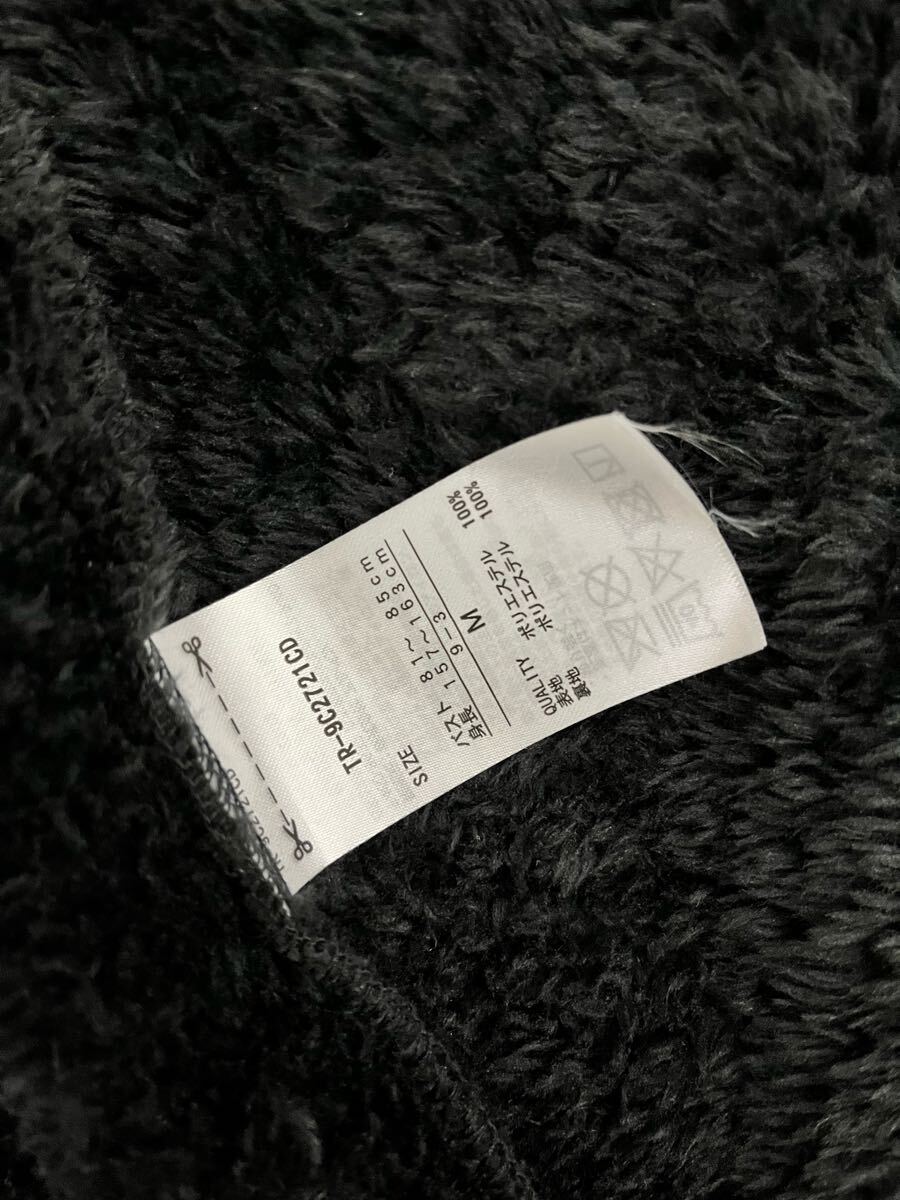 TR-9C2721CD
SIZE
バスト 81〜 85cm
身長 157〜163cm
9-3
M
QUALITY
表地 ポリエステル 100%
裏地 ポリエステル 100%